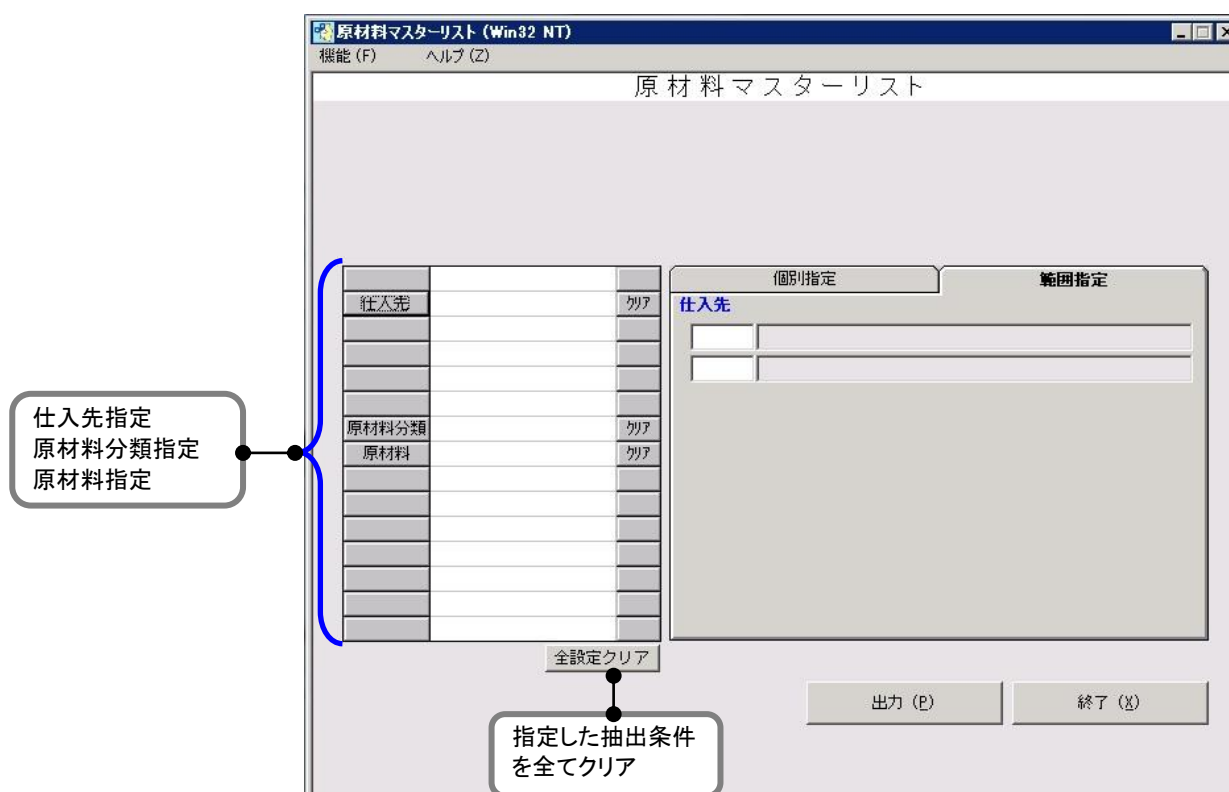 原材料マスターリスト (Win32 NT)
機能(F) ヘルプ(Z)
原材料マスターリスト
個別指定 範囲指定
仕入先 クリア 仕入先
原材料分類 クリア
原材料 クリア
仕入先指定
原材料分類指定
原材料指定
全設定クリア
出力 (P) 終了 (X)
指定した抽出条件
を全てクリア